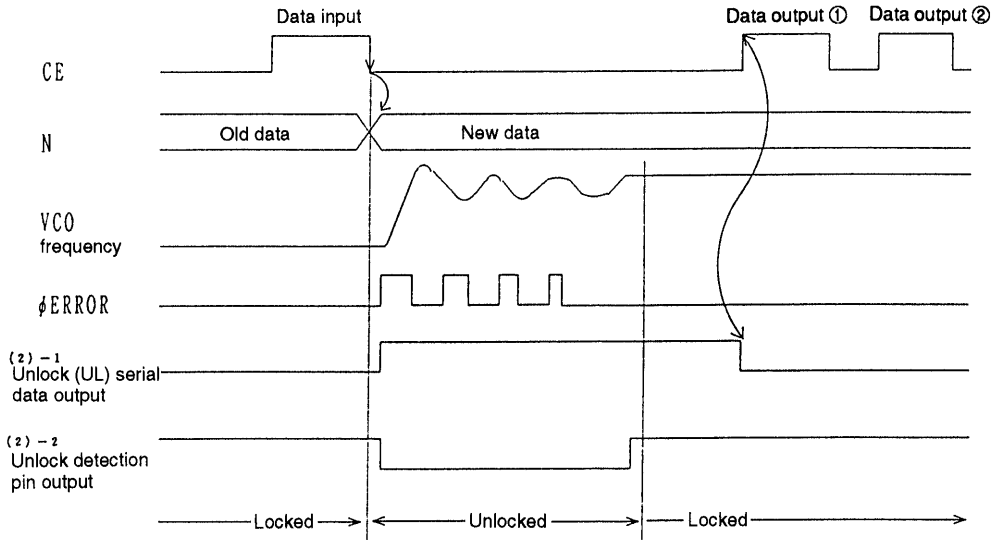 Data input
Data output ①
Data output ②
CE
N
Old data
New data
VCO
frequency
φERROR
(2)-1
Unlock (UL) serial
data output
(2)-2
Unlock detection
pin output
Locked
Unlocked
Locked